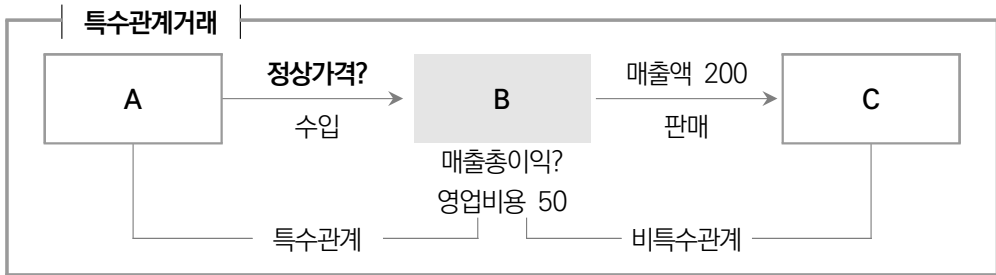 특수관계거래
정상가격?
매출액 200
A
B
C
수입
판매
매출총이익?
영업비용 50
특수관계
비특수관계